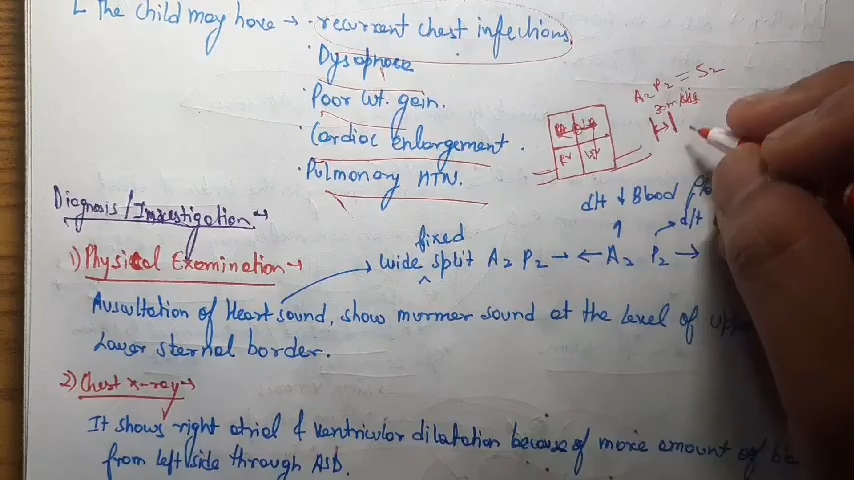 L The child may have → · recurrent chest infections.
· Dyspnoea
· Poor wt. gain.
· Cardiac enlargement.
· Pulmonary HTN.
A2 P2 = S2
d/t ↓ Blood
d/t
Diagnosis/Investigation →
1) Physical Examination →
fixed
wide split A2 P2 → ← A2 P2 →
Auscultation of Heart sound, show murmer sound at the level of
Lower sternal border.
2) Chest x-ray →
It shows right atrial & ventricular dilatation because of more amount of
from left side through ASD.